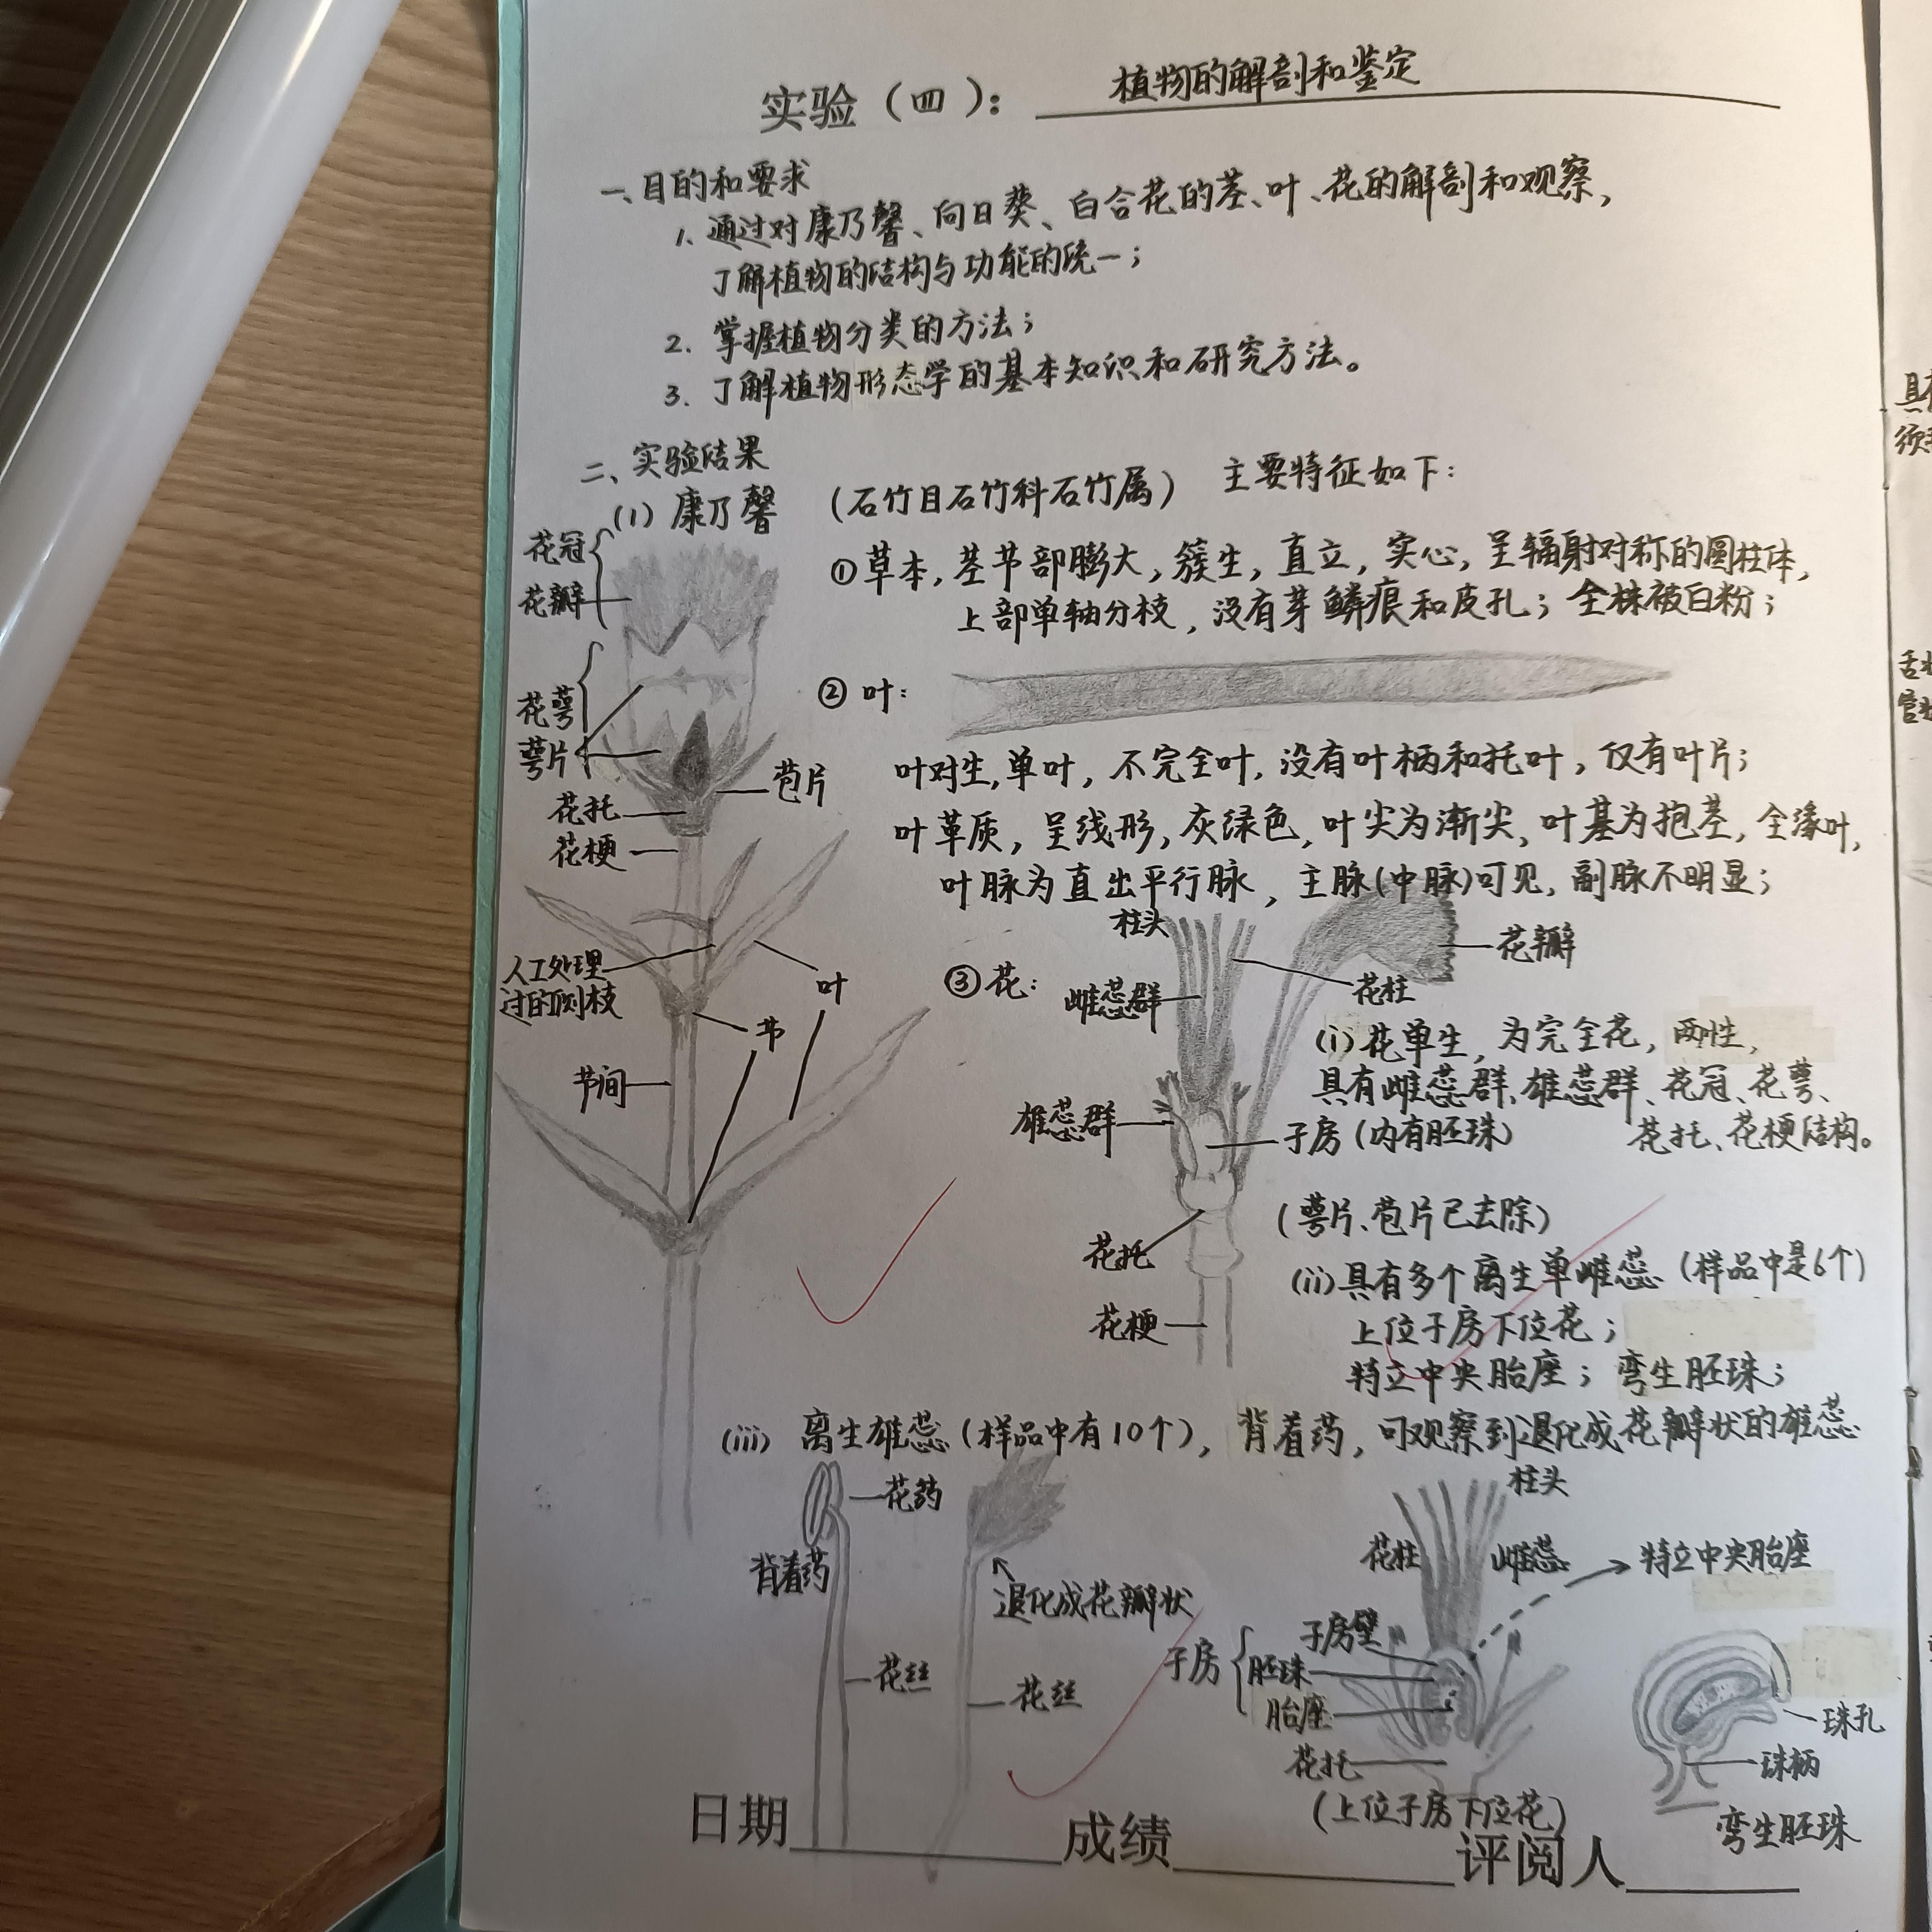 实验（四）： 植物的解剖和鉴定
一、目的和要求
1. 通过对康乃馨、向日葵、白合花的茎、叶、花的解剖和观察，
了解植物的结构与功能的统一；
2. 掌握植物分类的方法；
3. 了解植物形态学的基本知识和研究方法。
二、实验结果
(1) 康乃馨 （石竹目石竹科石竹属） 主要特征如下：
花冠
花瓣
花萼
萼片
苞片
花托
花梗
人工处理
过的侧枝
叶
节
节间
①草本，茎节部膨大，簇生，直立，实心，呈辐射对称的圆柱体，
上部单轴分枝，没有芽鳞痕和皮孔；全株被白粉；
② 叶：
叶对生，单叶，不完全叶，没有叶柄和托叶，仅有叶片；
叶革质，呈线形，灰绿色，叶尖为渐尖，叶基为抱茎，全缘叶，
叶脉为直出平行脉，主脉(中脉)可见，副脉不明显；
③ 花：
柱头
花瓣
花柱
雌蕊群
雄蕊群
子房（内有胚珠）
花托
花梗
(i) 花单生，为完全花，两性，
具有雌蕊群、雄蕊群、花冠、花萼、
花托、花梗结构。
（萼片、苞片已去除）
(ii) 具有多个离生单雌蕊（样品中是6个）
上位子房下位花；
特立中央胎座；弯生胚珠；
(iii) 离生雄蕊（样品中有10个），背着药，可观察到退化成花瓣状的雄蕊
花药
背着药
花丝
退化成花瓣状
花丝
柱头
花柱
雌蕊
特立中央胎座
子房
子房壁
胚珠
胎座
花托
（上位子房下位花）
珠孔
珠柄
弯生胚珠
日期 成绩 评阅人